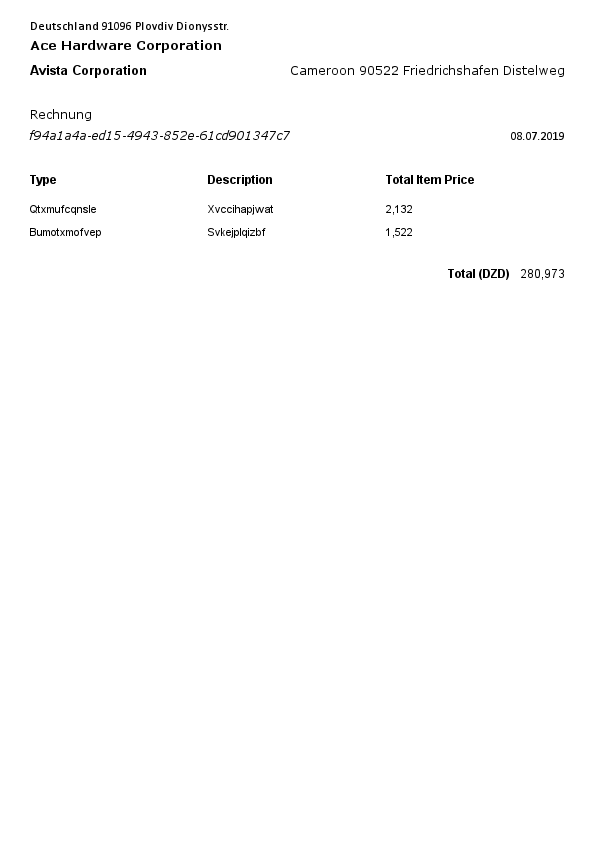 Deutschland 91096 Plovdiv Dionysstr.
Ace Hardware Corporation
Avista Corporation Cameroon 90522 Friedrichshafen Distelweg
Rechnung
f94a1a4a-ed15-4943-852e-61cd901347c7 08.07.2019
Type Description Total Item Price
Qtxmufcqnsle Xvccihapjwat 2,132
Bumotxmofvep Svkejplqizbf 1,522
Total (DZD) 280,973